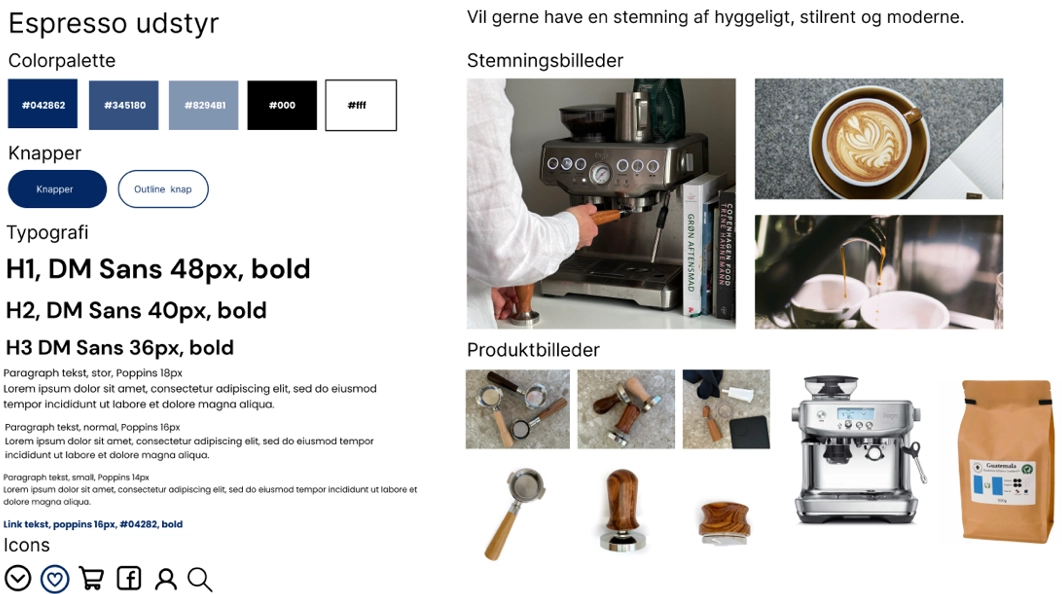 Espresso udstyr
Colorpalette
#042862
#345180
#8294B1
#000
#fff
Knapper
Knapper
Outline knap
Typografi
H1, DM Sans 48px, bold
H2, DM Sans 40px, bold
H3 DM Sans 36px, bold
Paragraph tekst, stor, Poppins 18px
Lorem ipsum dolor sit amet, consectetur adipiscing elit, sed do eiusmod
tempor incididunt ut labore et dolore magna aliqua.
Paragraph tekst, normal, Poppins 16px
Lorem ipsum dolor sit amet, consectetur adipiscing elit, sed do eiusmod tempor
incididunt ut labore et dolore magna aliqua.
Paragraph tekst, small, Poppins 14px
Lorem ipsum dolor sit amet, consectetur adipiscing elit, sed do eiusmod tempor incididunt ut labore et
dolore magna aliqua.
Link tekst, poppins 16px, #04282, bold
Icons
Vil gerne have en stemning af hyggeligt, stilrent og moderne.
Stemningsbilleder
GRØN AFTENSMAD
COPENHAGEN FOOD
TRINE HAHNEMANN
Produktbilleder
Guatemala